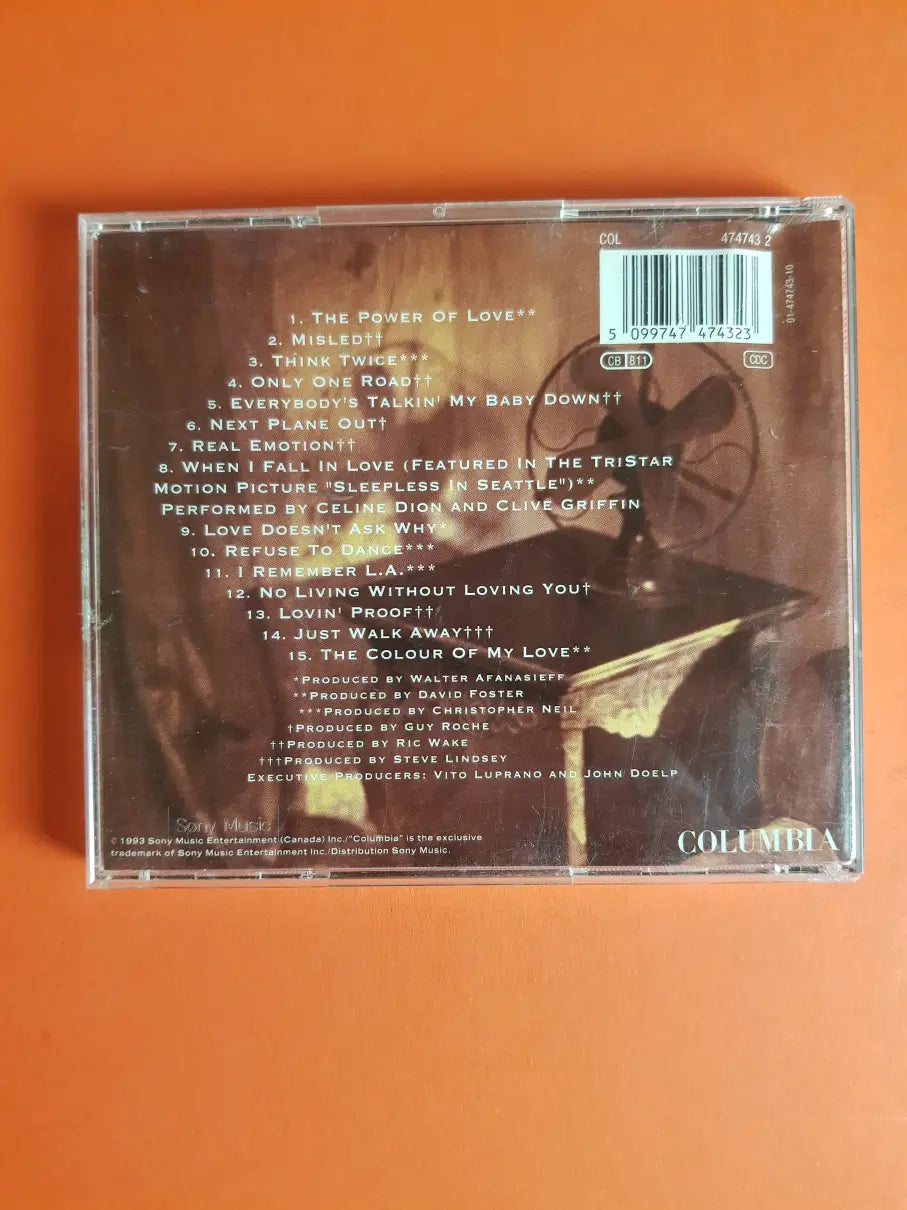 COL 474743 2
5 099747 474323
01-474743-10
CB 811
CDC
1. THE POWER OF LOVE**
2. MISLED††
3. THINK TWICE***
4. ONLY ONE ROAD††
5. EVERYBODY'S TALKIN' MY BABY DOWN††
6. NEXT PLANE OUT†
7. REAL EMOTION††
8. WHEN I FALL IN LOVE (FEATURED IN THE TRISTAR
MOTION PICTURE "SLEEPLESS IN SEATTLE")**
PERFORMED BY CELINE DION AND CLIVE GRIFFIN
9. LOVE DOESN'T ASK WHY*
10. REFUSE TO DANCE***
11. I REMEMBER L.A.***
12. NO LIVING WITHOUT LOVING YOU†
13. LOVIN' PROOF††
14. JUST WALK AWAY†††
15. THE COLOUR OF MY LOVE**
*PRODUCED BY WALTER AFANASIEFF
**PRODUCED BY DAVID FOSTER
***PRODUCED BY CHRISTOPHER NEIL
†PRODUCED BY GUY ROCHE
††PRODUCED BY RIC WAKE
†††PRODUCED BY STEVE LINDSEY
EXECUTIVE PRODUCERS: VITO LUPRANO AND JOHN DOELP
Sony Music
© 1993 Sony Music Entertainment (Canada) Inc./"Columbia" is the exclusive
trademark of Sony Music Entertainment Inc./Distribution Sony Music.
COLUMBIA